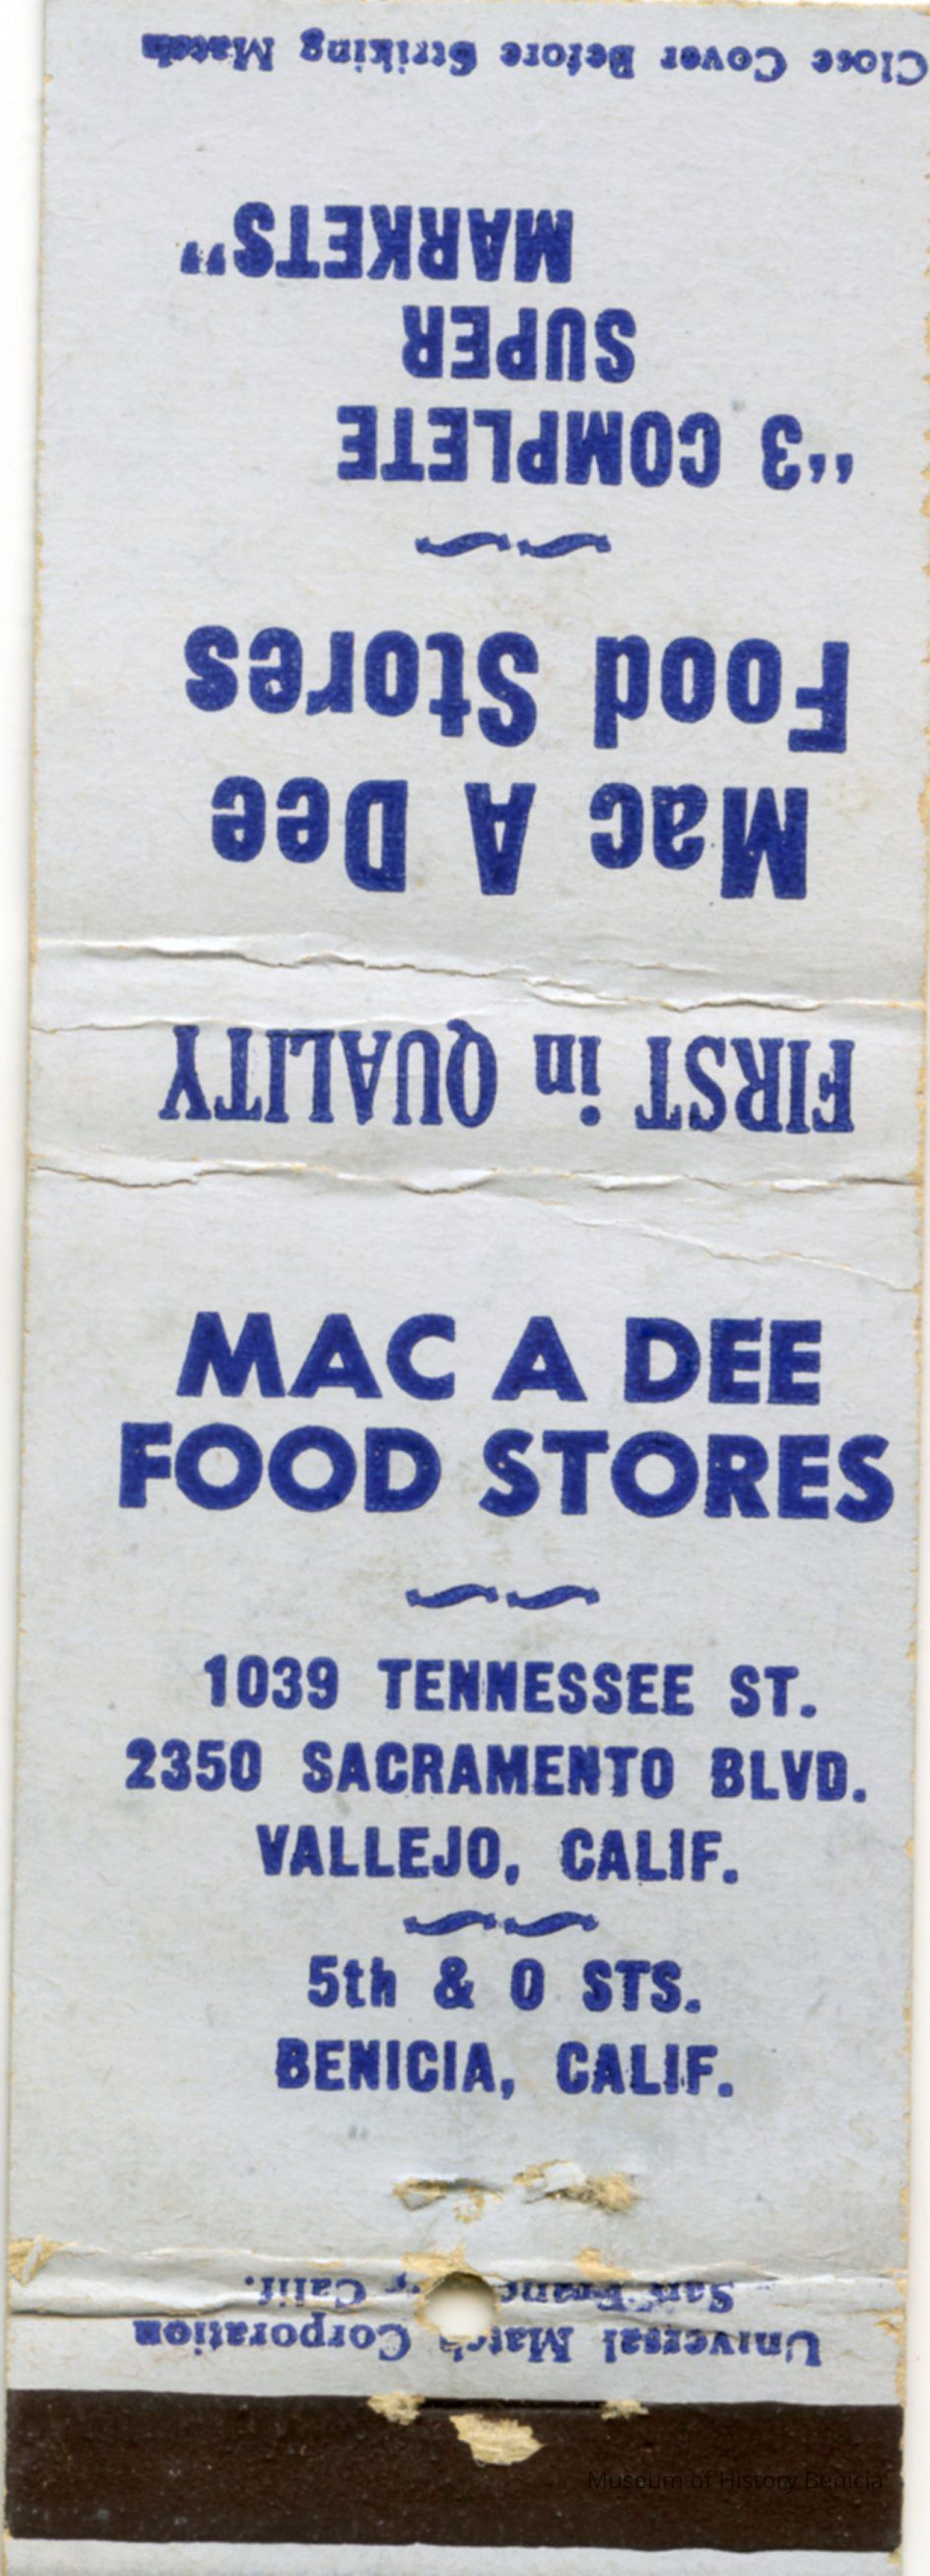 FIRST in QUALITY
Mac A Dee
Food Stores
“3 COMPLETE
SUPER
MARKETS”
Close Cover Before Striking Match
MAC A DEE
FOOD STORES
1039 TENNESSEE ST.
2350 SACRAMENTO BLVD.
VALLEJO, CALIF.
5th & O STS.
BENICIA, CALIF.
Universal Match Corporation
San Calif.
Museum of History Benicia